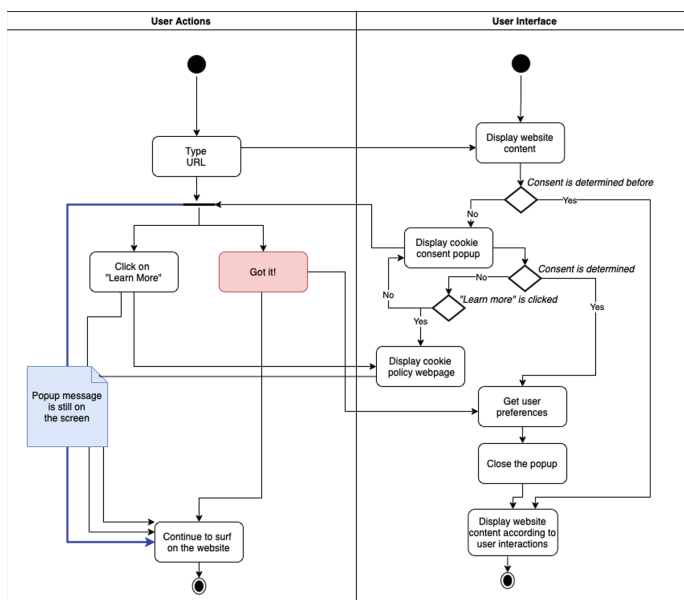 User Actions
User Interface
Type
URL
Display website
content
Consent is determined before
Yes
No
Display cookie
consent popup
Click on
"Learn More"
Got it!
Consent is determined
No
"Learn more" is clicked
No
Yes
Yes
Display cookie
policy webpage
Popup message
is still on
the screen
Get user
preferences
Close the popup
Continue to surf
on the website
Display website
content according to
user interactions